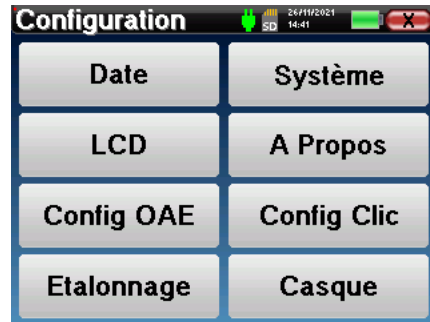 Configuration
SD
26/11/2021
14:41
X
Date
Système
LCD
A Propos
Config OAE
Config Clic
Etalonnage
Casque